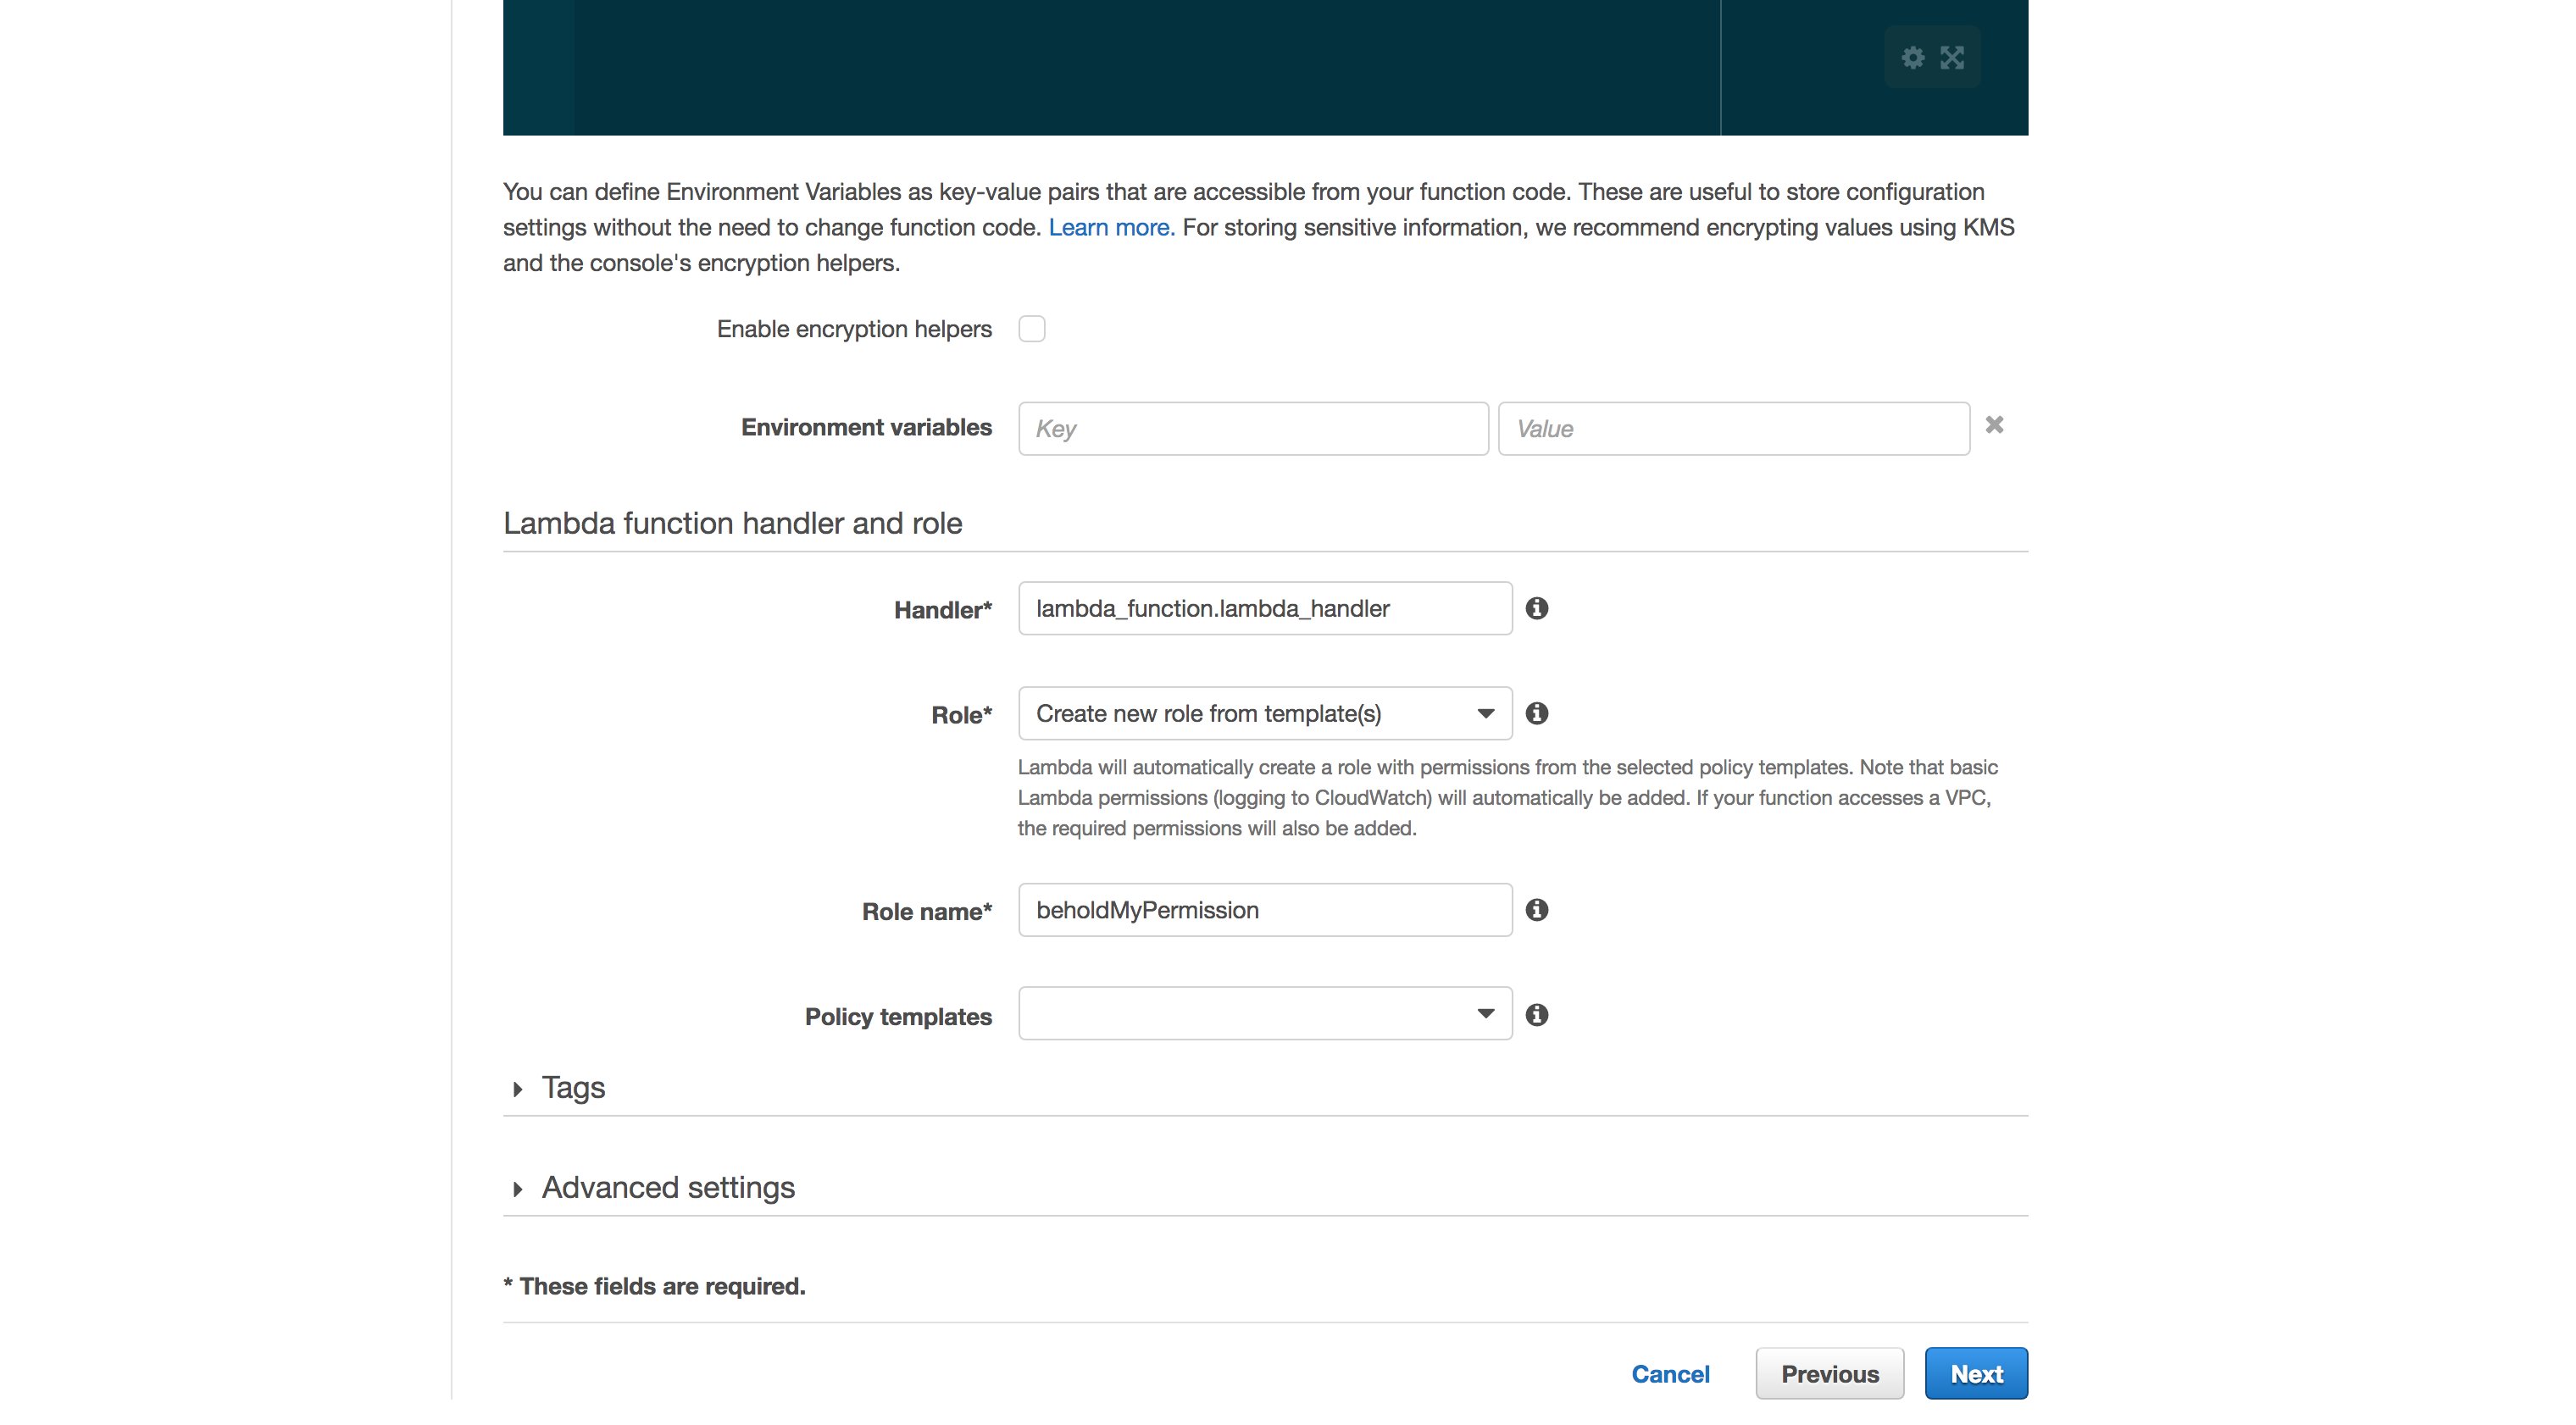 You can define Environment Variables as key-value pairs that are accessible from your function code. These are useful to store configuration
settings without the need to change function code. Learn more. For storing sensitive information, we recommend encrypting values using KMS
and the console's encryption helpers.
Enable encryption helpers
Environment variables Key Value
Lambda function handler and role
Handler* lambda_function.lambda_handler
Role* Create new role from template(s)
Lambda will automatically create a role with permissions from the selected policy templates. Note that basic
Lambda permissions (logging to CloudWatch) will automatically be added. If your function accesses a VPC,
the required permissions will also be added.
Role name* beholdMyPermission
Policy templates
Tags
Advanced settings
* These fields are required.
Cancel Previous Next